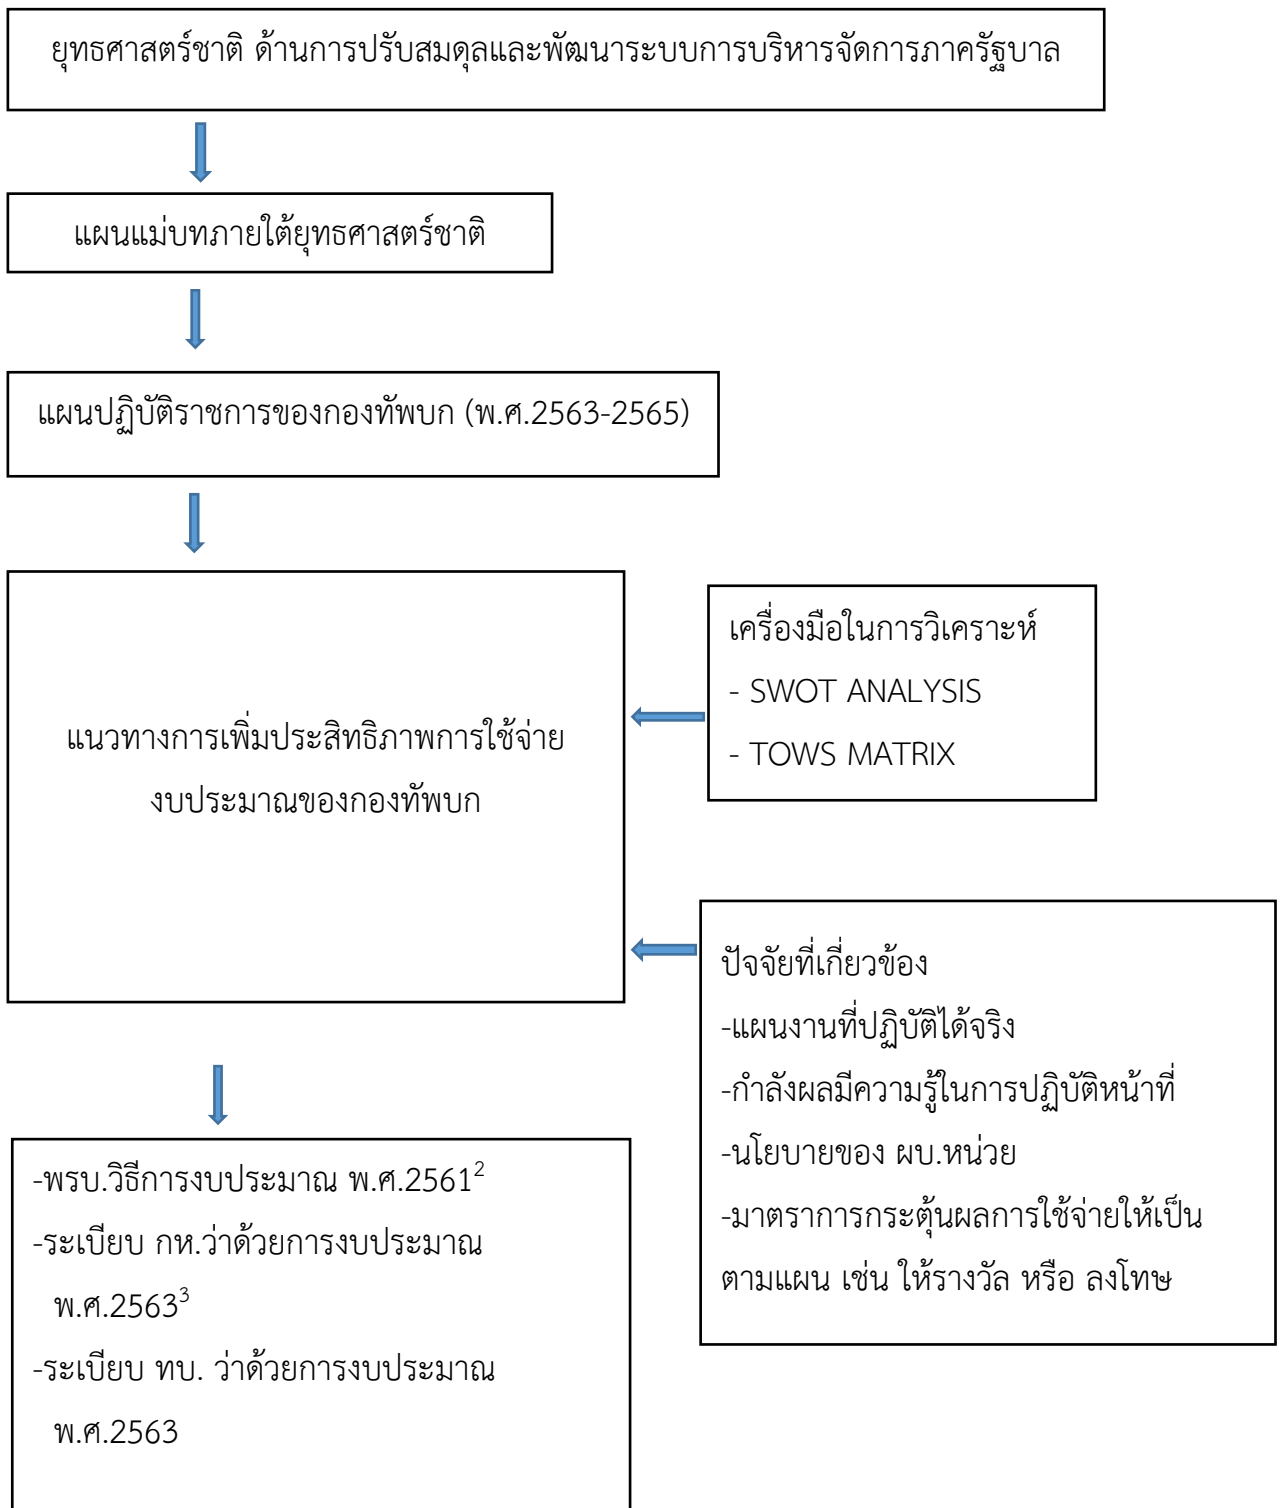 ยุทธศาสตร์ชาติ ด้านการปรับสมดุลและพัฒนาระบบการบริหารจัดการภาครัฐบาล
แผนแม่บทภายใต้ยุทธศาสตร์ชาติ
แผนปฏิบัติราชการของกองทัพบก (พ.ศ.2563-2565)
แนวทางการเพิ่มประสิทธิภาพการใช้จ่าย
งบประมาณของกองทัพบก
เครื่องมือในการวิเคราะห์
- SWOT ANALYSIS
- TOWS MATRIX
ปัจจัยที่เกี่ยวข้อง
-แผนงานที่ปฏิบัติได้จริง
-กำลังผลมีความรู้ในการปฏิบัติหน้าที่
-นโยบายของ ผบ.หน่วย
-มาตราการกระตุ้นผลการใช้จ่ายให้เป็น
ตามแผน เช่น ให้รางวัล หรือ ลงโทษ
-พรบ.วิธีการงบประมาณ พ.ศ.2561²
-ระเบียบ กห.ว่าด้วยการงบประมาณ
พ.ศ.2563³
-ระเบียบ ทบ. ว่าด้วยการงบประมาณ
พ.ศ.2563